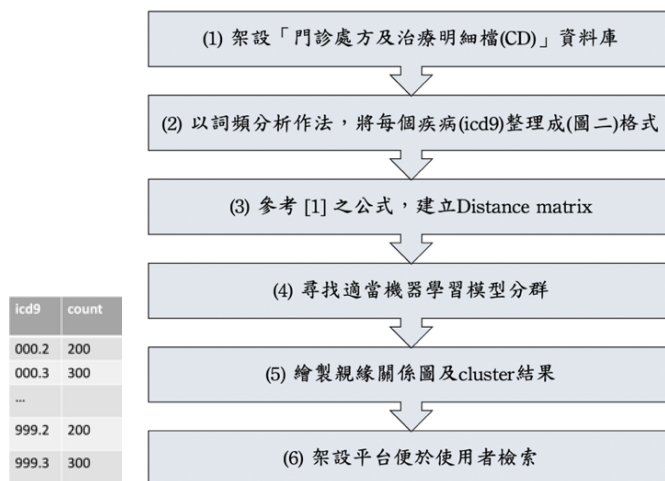 (1) 架設「門診處方及治療明細檔(CD)」資料庫
(2) 以詞頻分析作法，將每個疾病(icd9)整理成(圖二)格式
(3) 參考 [1] 之公式，建立Distance matrix
(4) 尋找適當機器學習模型分群
(5) 繪製親緣關係圖及cluster結果
(6) 架設平台便於使用者檢索
icd9 count
000.2 200
000.3 300
...
999.2 200
999.3 300